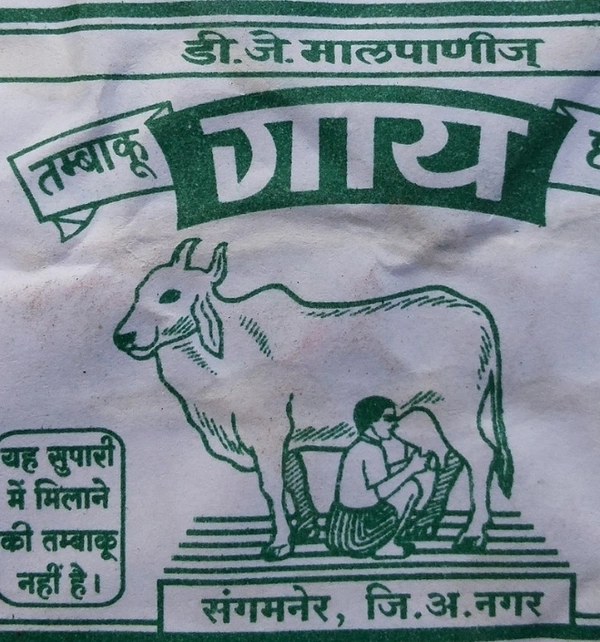 डी. जे. मालपाणीज्
तम्बाकू गाय
यह सुपारी
में मिलाने
की तम्बाकू
नहीं है।
संगमनेर, जि.अ.नगर